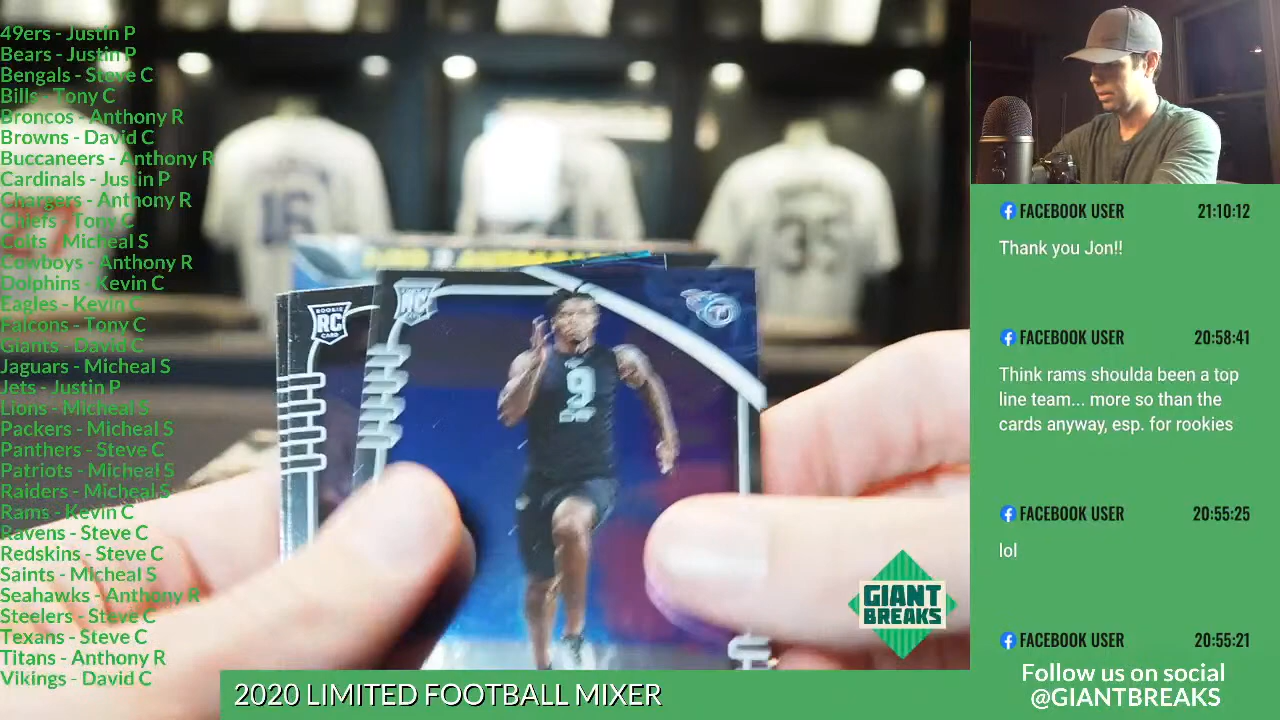 49ers - Justin P
Bears - Justin P
Bengals - Steve C
Bills - Tony C
Broncos - Anthony R
Browns - David C
Buccaneers - Anthony R
Cardinals - Justin P
Chargers - Anthony R
Chiefs - Tony C
Colts - Micheal S
Cowboys - Anthony R
Dolphins - Kevin C
Eagles - Kevin C
Falcons - Tony C
Giants - David C
Jaguars - Micheal S
Jets - Justin P
Lions - Micheal S
Packers - Micheal S
Panthers - Steve C
Patriots - Micheal S
Raiders - Micheal S
Rams - Kevin C
Ravens - Steve C
Redskins - Steve C
Saints - Micheal S
Seahawks - Anthony R
Steelers - Steve C
Texans - Steve C
Titans - Anthony R
Vikings - David C
16
35
ROOKIE
RC
CARD
RC
9
GIANT
BREAKS
2020 LIMITED FOOTBALL MIXER
FACEBOOK USER 21:10:12
Thank you Jon!!
FACEBOOK USER 20:58:41
Think rams shoulda been a top
line team... more so than the
cards anyway, esp. for rookies
FACEBOOK USER 20:55:25
lol
FACEBOOK USER 20:55:21
Follow us on social
@GIANTBREAKS